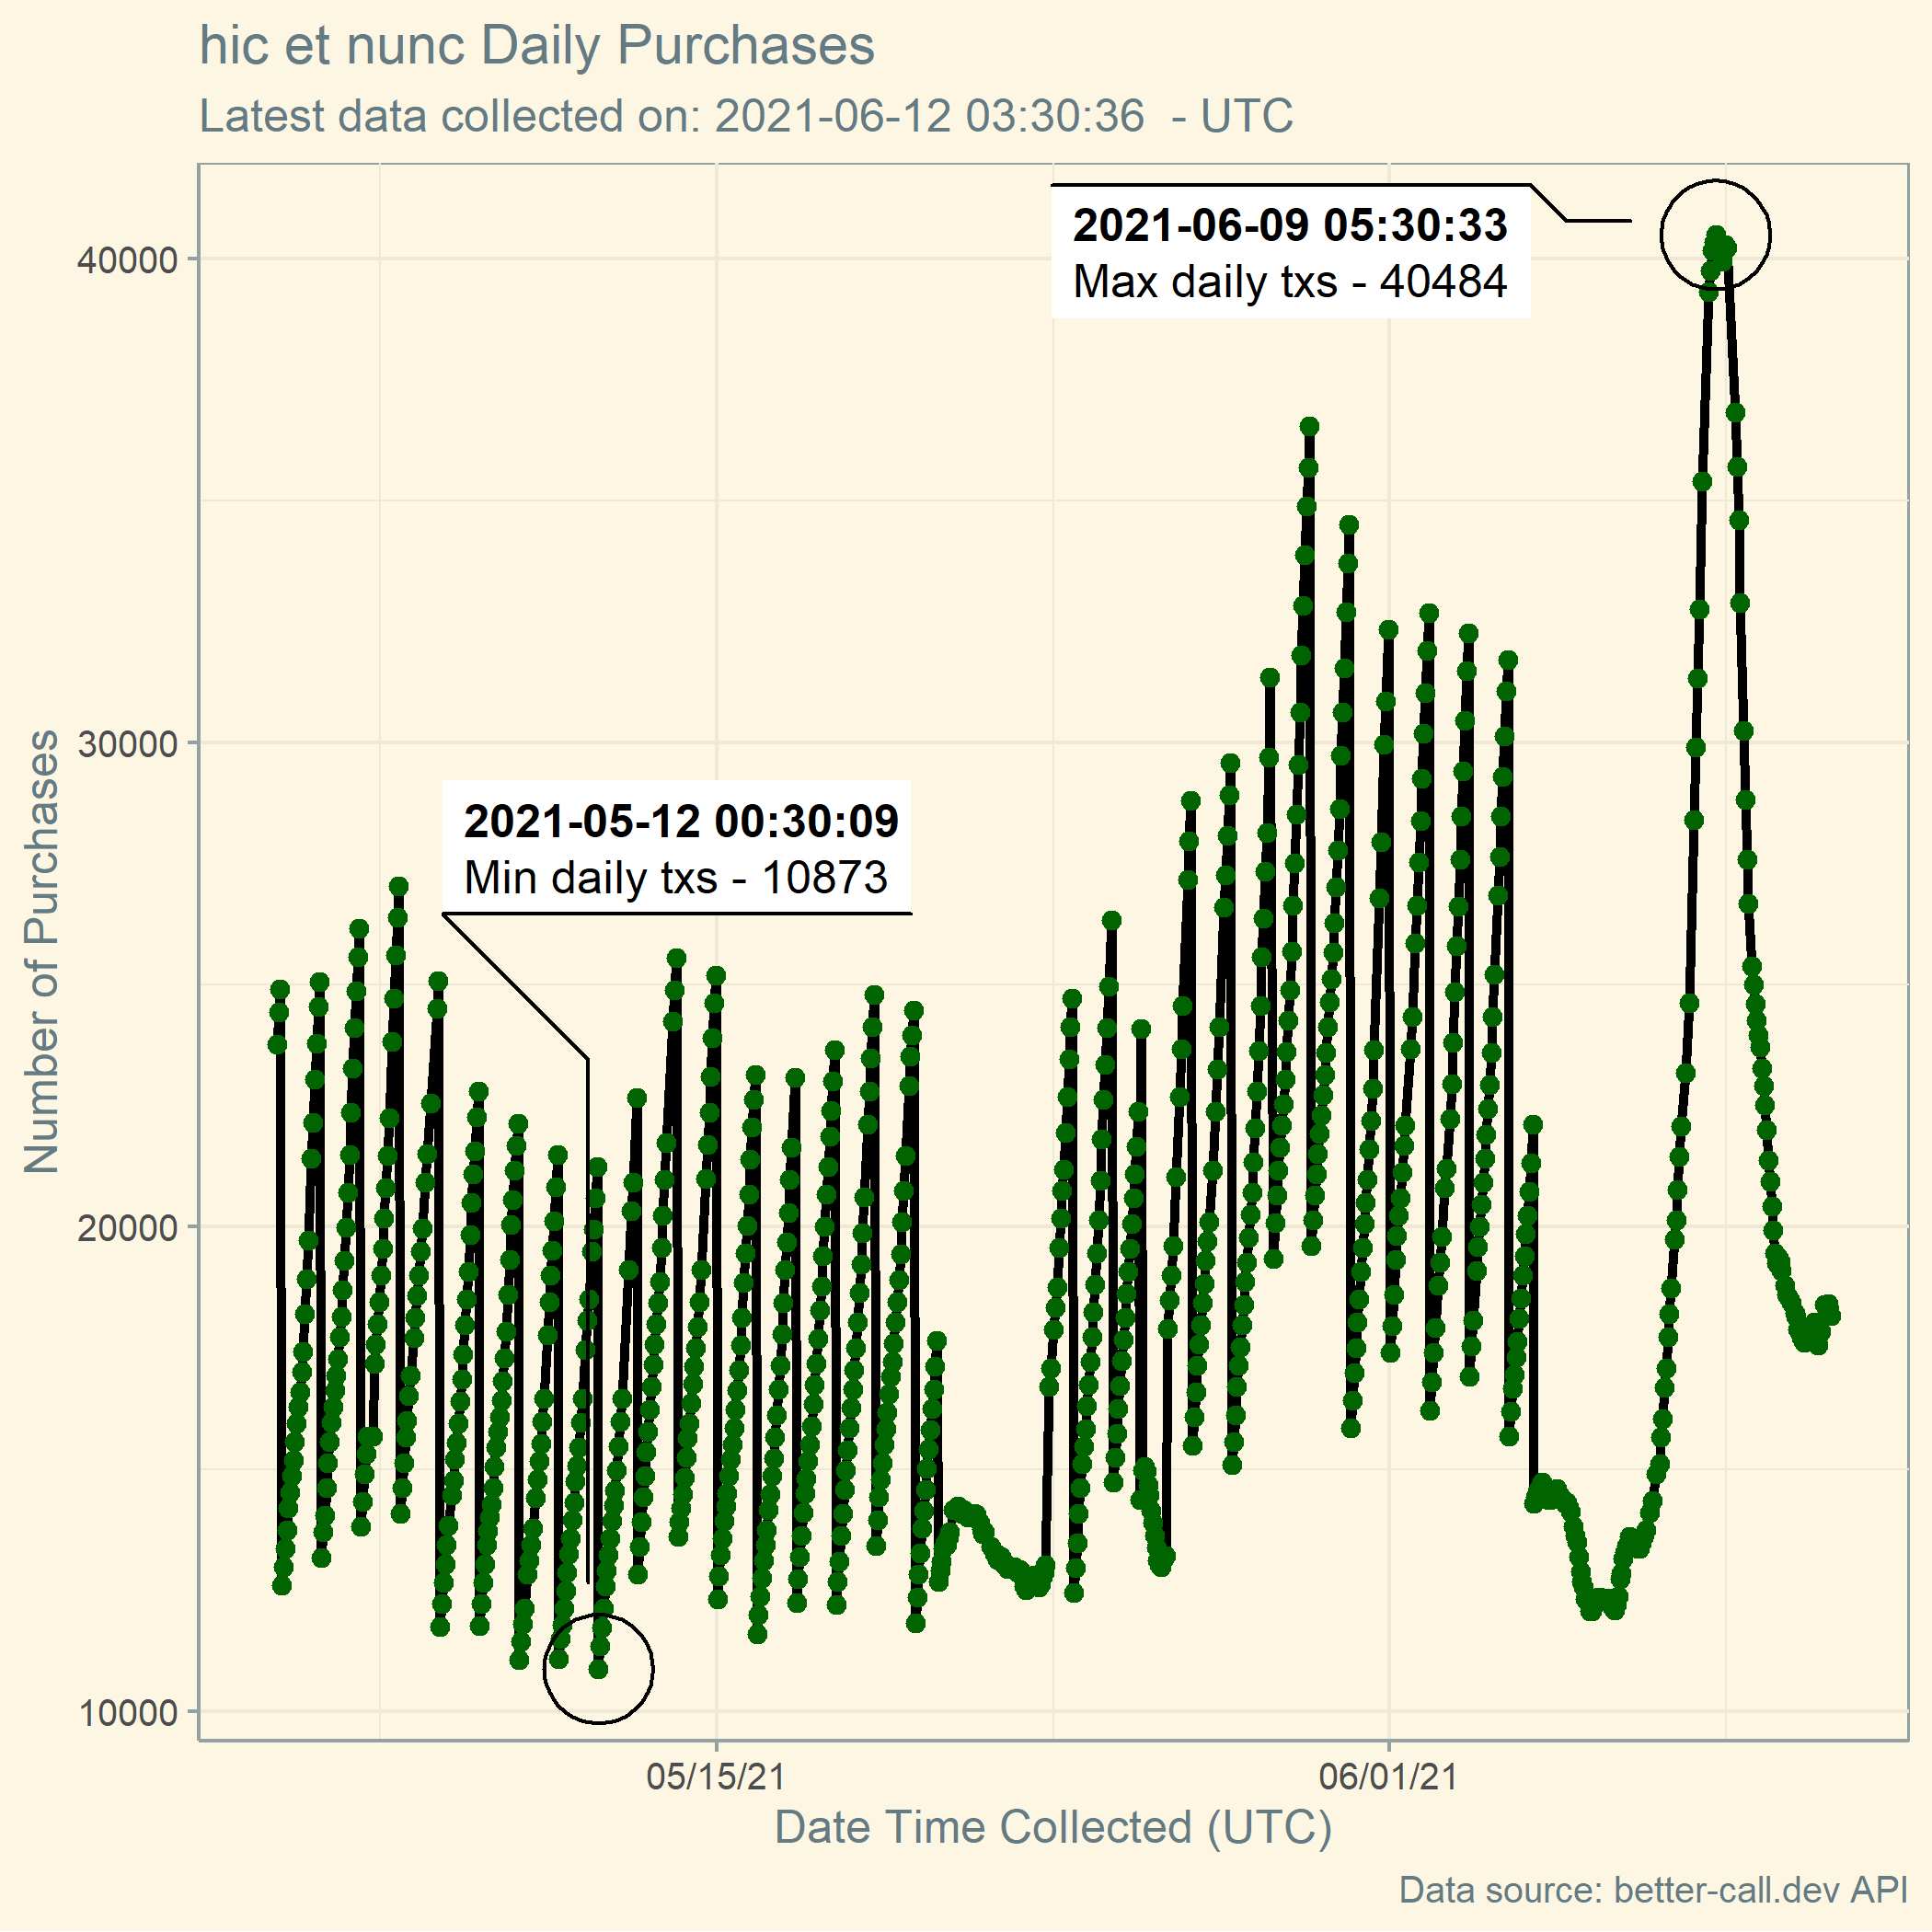 hic et nunc Daily Purchases
Latest data collected on: 2021-06-12 03:30:36 - UTC
2021-06-09 05:30:33
Max daily txs - 40484
2021-05-12 00:30:09
Min daily txs - 10873
Number of Purchases
40000
30000
20000
10000
05/15/21
06/01/21
Date Time Collected (UTC)
Data source: better-call.dev API